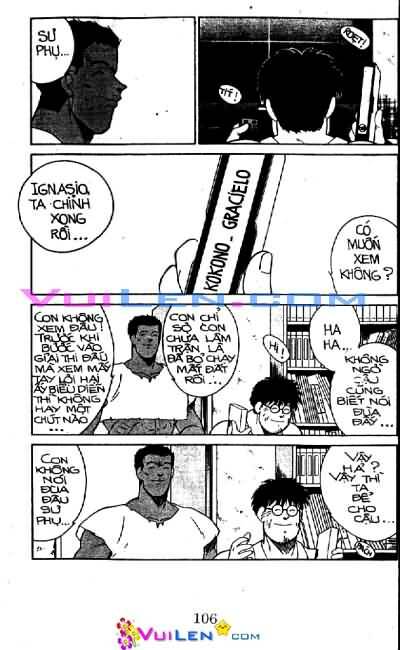 SƯ
PHỤ...
ROẸT!
THÍ!
IGNASIO,
TA CHỈNH
XONG
RỒI...
KOKONO - GRACIELO
CÓ
MUỐN
XEM
KHÔNG?
VUILEN.COM
CON KHÔNG
XEM ĐÂU!
TRƯỚC KHI
BƯỚC VÀO
GIẢI THI ĐẤU
MÀ XEM MẤY
TAY LỢI HẠI
ẤY BIỂU DIỄN
THÌ KHÔNG
HAY MỘT
CHÚT NÀO...
CON CHỈ
SỢ CON
CHƯA LÂM
TRẬN LÀ
ĐÃ BỎ CHẠY
MẤT ĐẤT
RỒI...
HI!
HA
HA...
KHÔNG
NGỜ
CẬU
CŨNG
BIẾT NÓI
ĐÙA
ĐẤY...
CON
KHÔNG
NÓI
ĐÙA
ĐÂU
SƯ
PHỤ...
VẬY
HẢ?
VẬY THÌ
TA
ĐỂ
CHO
CẬU...
106
VUILEN.COM